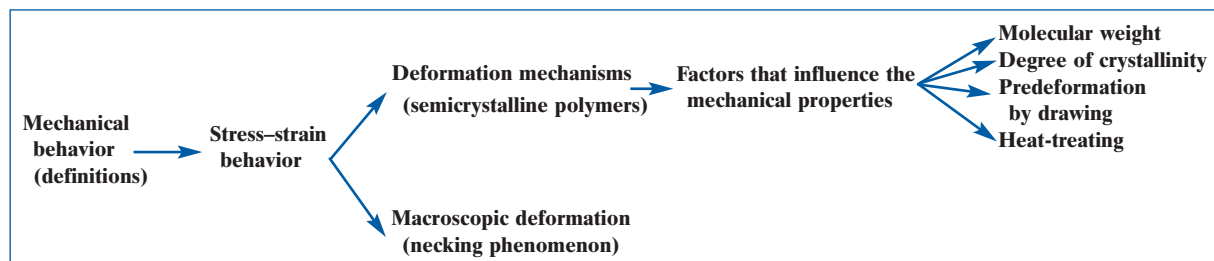 Mechanical
behavior
(definitions)
Stress–strain
behavior
Deformation mechanisms
(semicrystalline polymers)
Macroscopic deformation
(necking phenomenon)
Factors that influence the
mechanical properties
Molecular weight
Degree of crystallinity
Predeformation
by drawing
Heat-treating